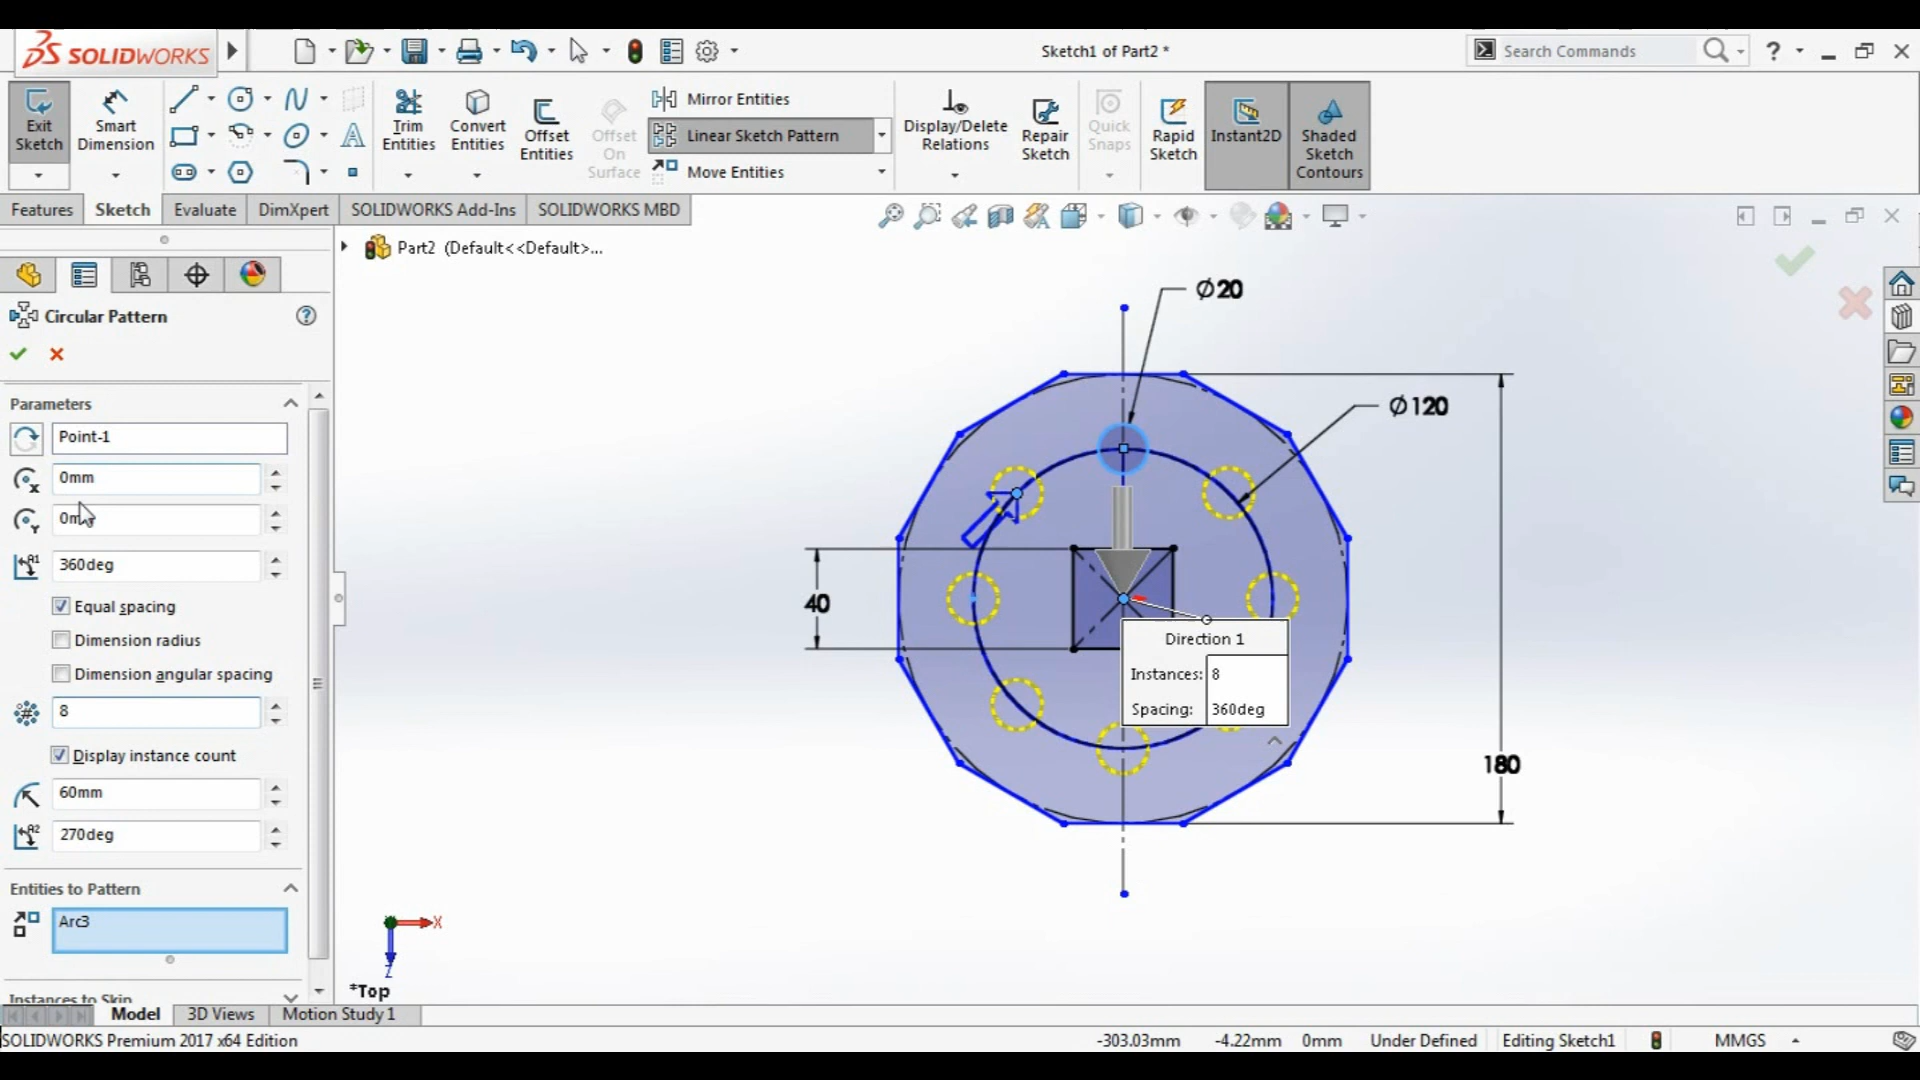 SOLIDWORKS
Sketch1 of Part2 *
Search Commands
?
Exit Sketch
Smart Dimension
Trim Entities
Convert Entities
Offset Entities
Offset On Surface
Mirror Entities
Linear Sketch Pattern
Move Entities
Display/Delete Relations
Repair Sketch
Quick Snaps
Rapid Sketch
Instant2D
Shaded Sketch Contours
Features
Sketch
Evaluate
DimXpert
SOLIDWORKS Add-Ins
SOLIDWORKS MBD
Part2 (Default<<Default>...
Circular Pattern
?
Parameters
Point-1
0mm
360deg
Equal spacing
Dimension radius
Dimension angular spacing
8
Display instance count
60mm
270deg
Entities to Pattern
Arc3
Instances to Skip
Ø20
Ø120
40
180
Direction 1
Instances: 8
Spacing: 360deg
X
Z
*Top
Model
3D Views
Motion Study 1
SOLIDWORKS Premium 2017 x64 Edition
-303.03mm
-4.22mm
0mm
Under Defined
Editing Sketch1
MMGS